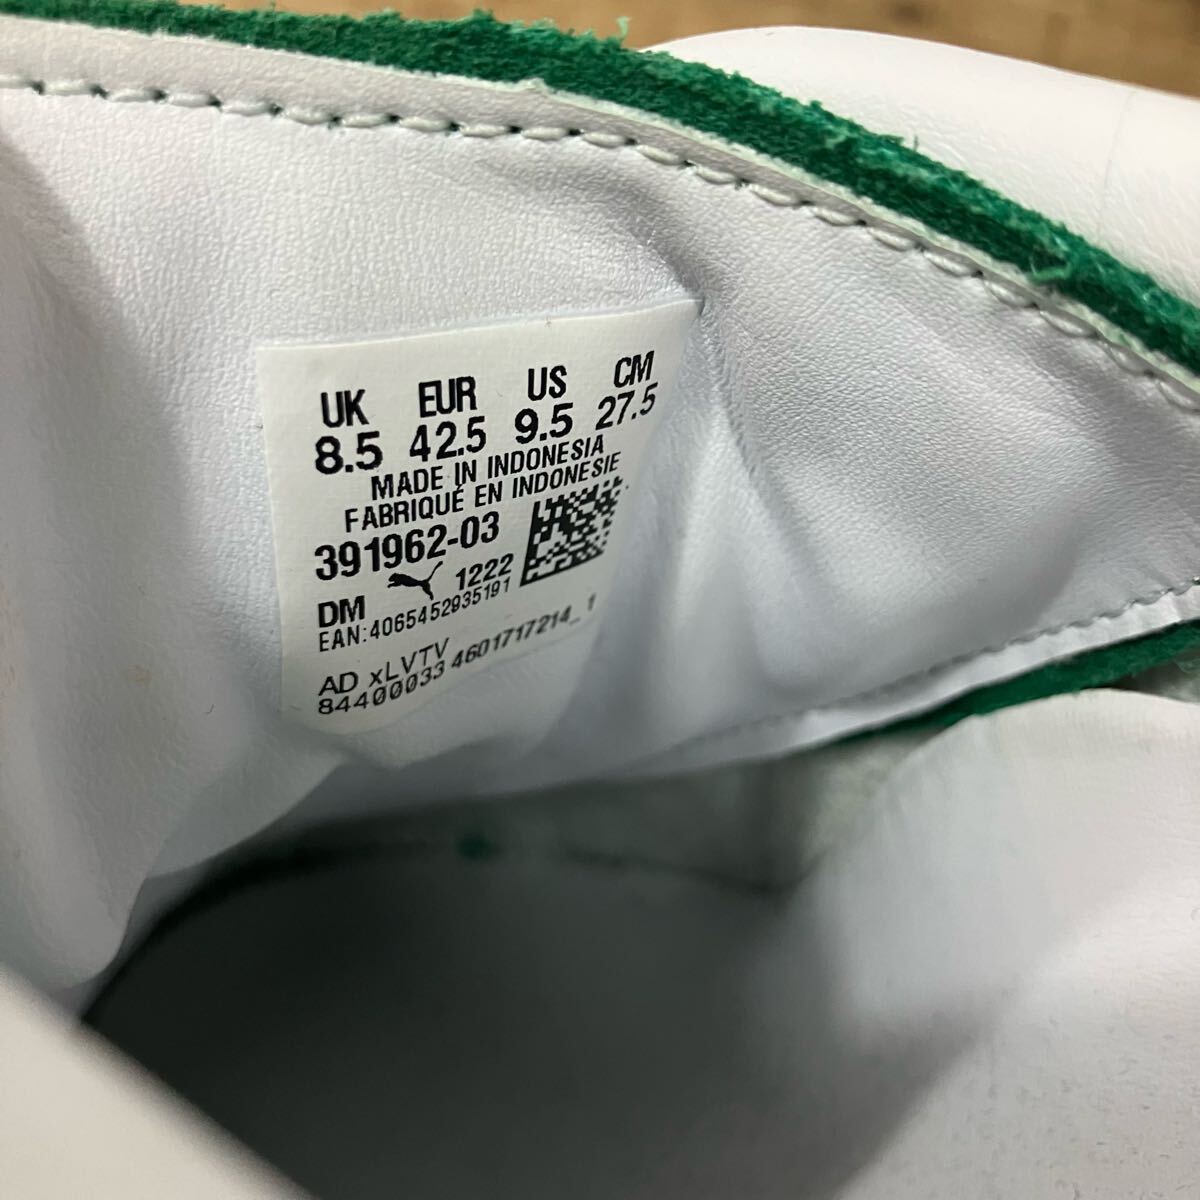 UK EUR US CM
8.5 42.5 9.5 27.5
MADE IN INDONESIA
FABRIQUÉ EN INDONESIE
391962-03
DM 1222
EAN:4065452935191
AD xLVTV
84400033 4601717214_1